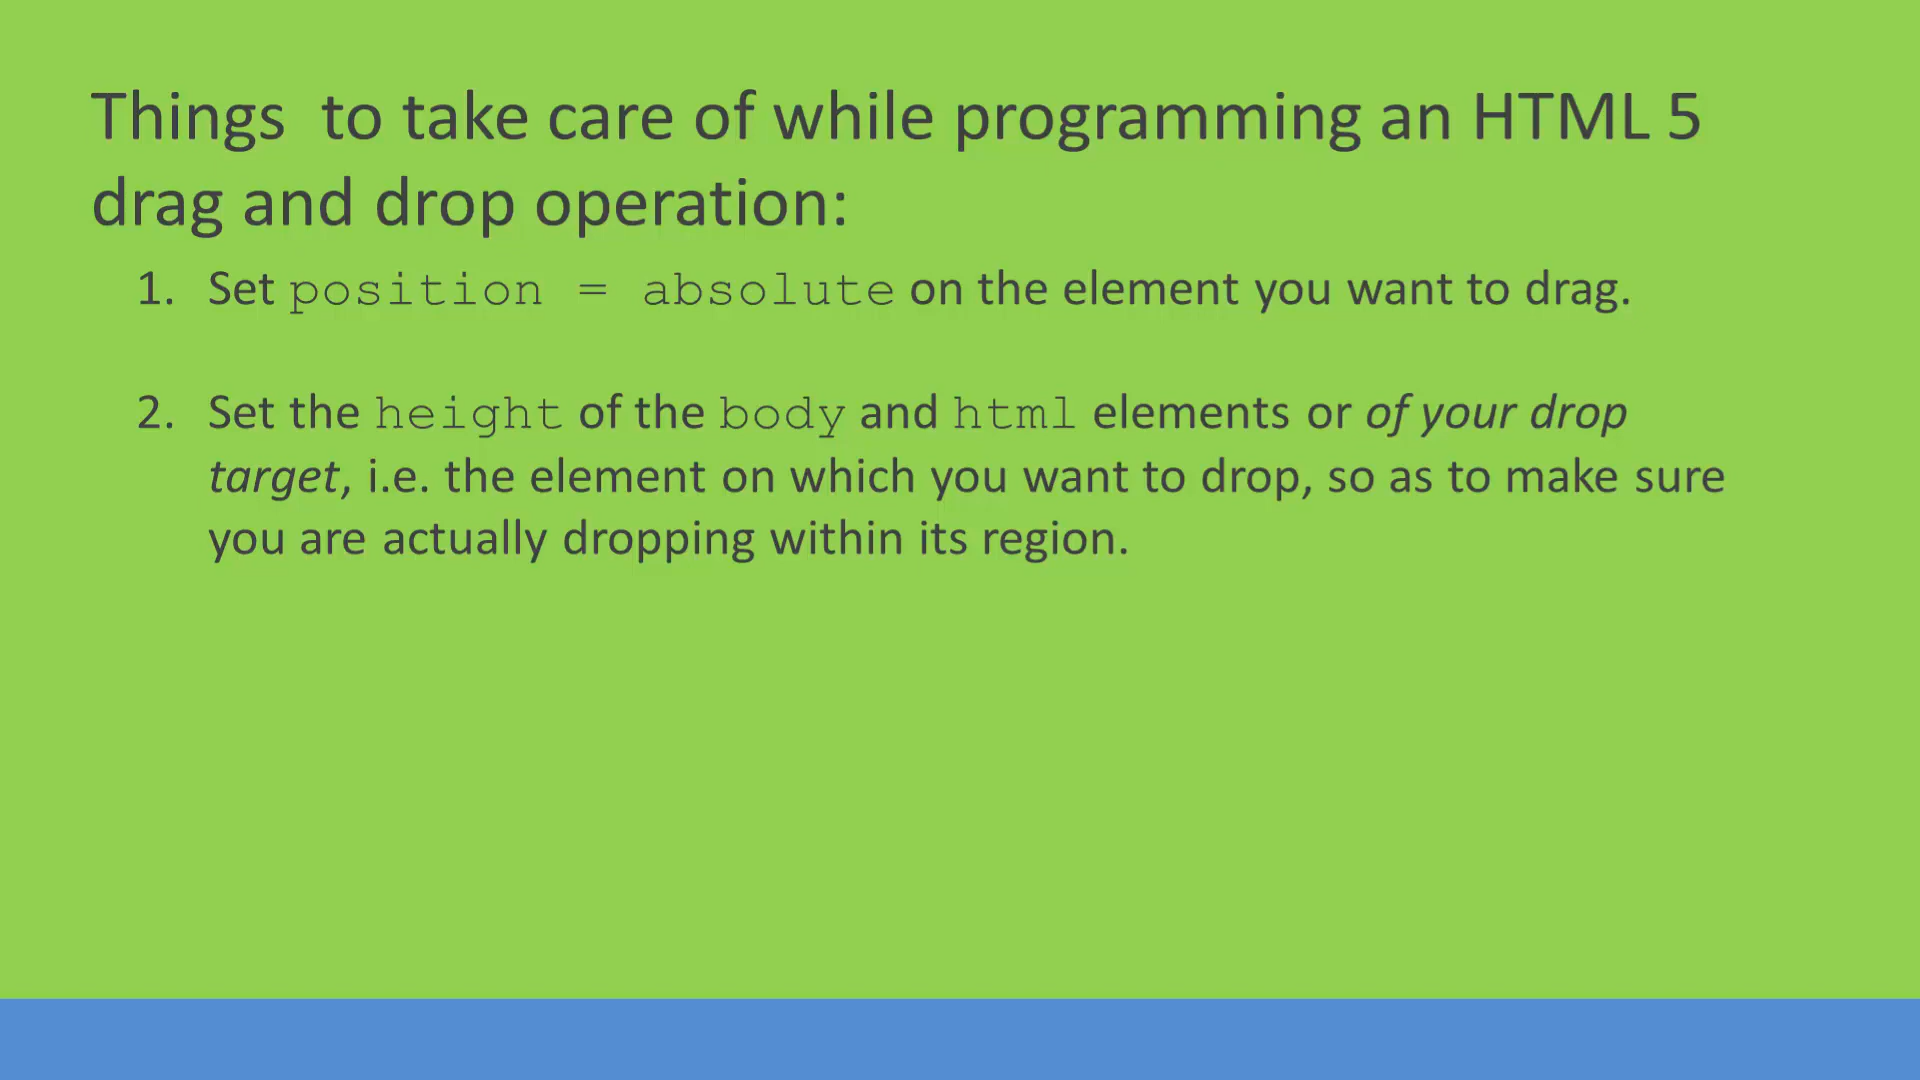 Things  to take care of while programming an HTML 5
drag and drop operation:
1. Set position = absolute on the element you want to drag.
2. Set the height of the body and html elements or of your drop
target, i.e. the element on which you want to drop, so as to make sure
you are actually dropping within its region.